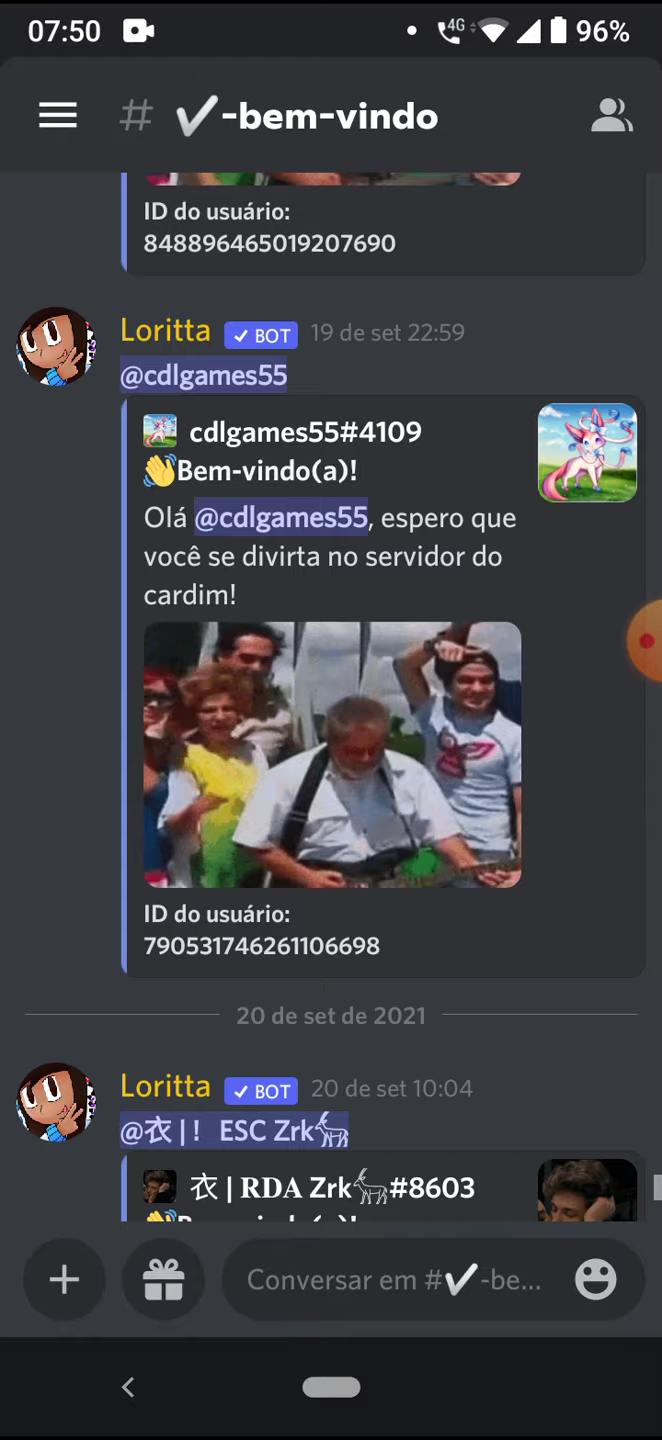 07:50 4G 96%
# ✔-bem-vindo
ID do usuário:
848896465019207690
Loritta ✓ BOT 19 de set 22:59
@cdlgames55
cdlgames55#4109
👋Bem-vindo(a)!
Olá @cdlgames55, espero que
você se divirta no servidor do
cardim!
ID do usuário:
790531746261106698
20 de set de 2021
Loritta ✓ BOT 20 de set 10:04
@衣 | ! ESC Zrk𓃵
衣 | 𝐑𝐃𝐀 Zrk𓃵#8603
Conversar em #✔-be...